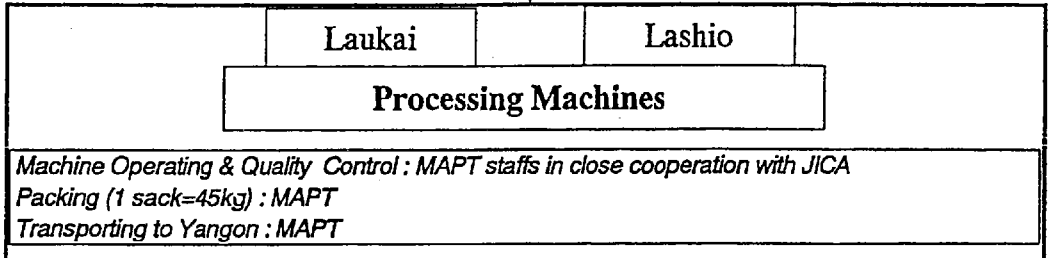 Laukai Lashio
Processing Machines
Machine Operating & Quality Control : MAPT staffs in close cooperation with JICA
Packing (1 sack=45kg) : MAPT
Transporting to Yangon : MAPT